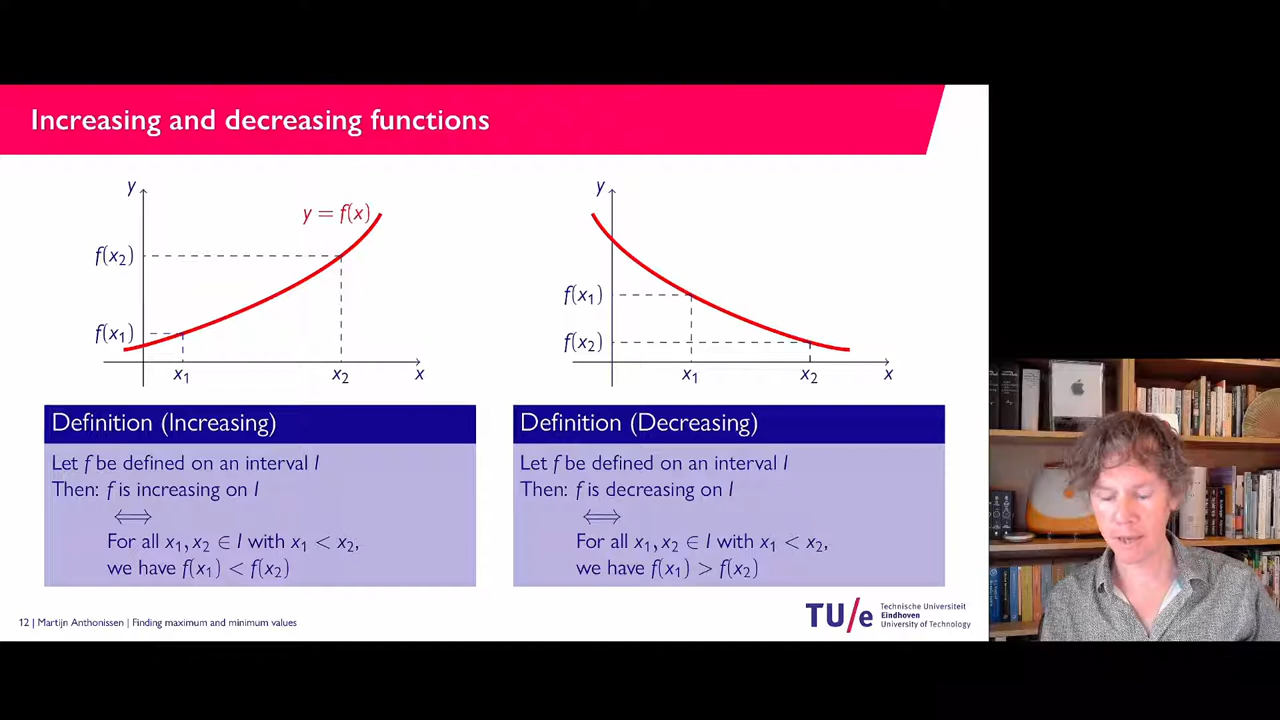 Increasing and decreasing functions
y
y = f(x)
f(x₂)
f(x₁)
x₁
x₂
x
y
f(x₁)
f(x₂)
x₁
x₂
x
Definition (Increasing)
Let f be defined on an interval I
Then: f is increasing on I
⟺
For all x₁, x₂ ∈ I with x₁ < x₂,
we have f(x₁) < f(x₂)
Definition (Decreasing)
Let f be defined on an interval I
Then: f is decreasing on I
⟺
For all x₁, x₂ ∈ I with x₁ < x₂,
we have f(x₁) > f(x₂)
12 | Martijn Anthonissen | Finding maximum and minimum values
TU/e
Technische Universiteit
Eindhoven
University of Technology